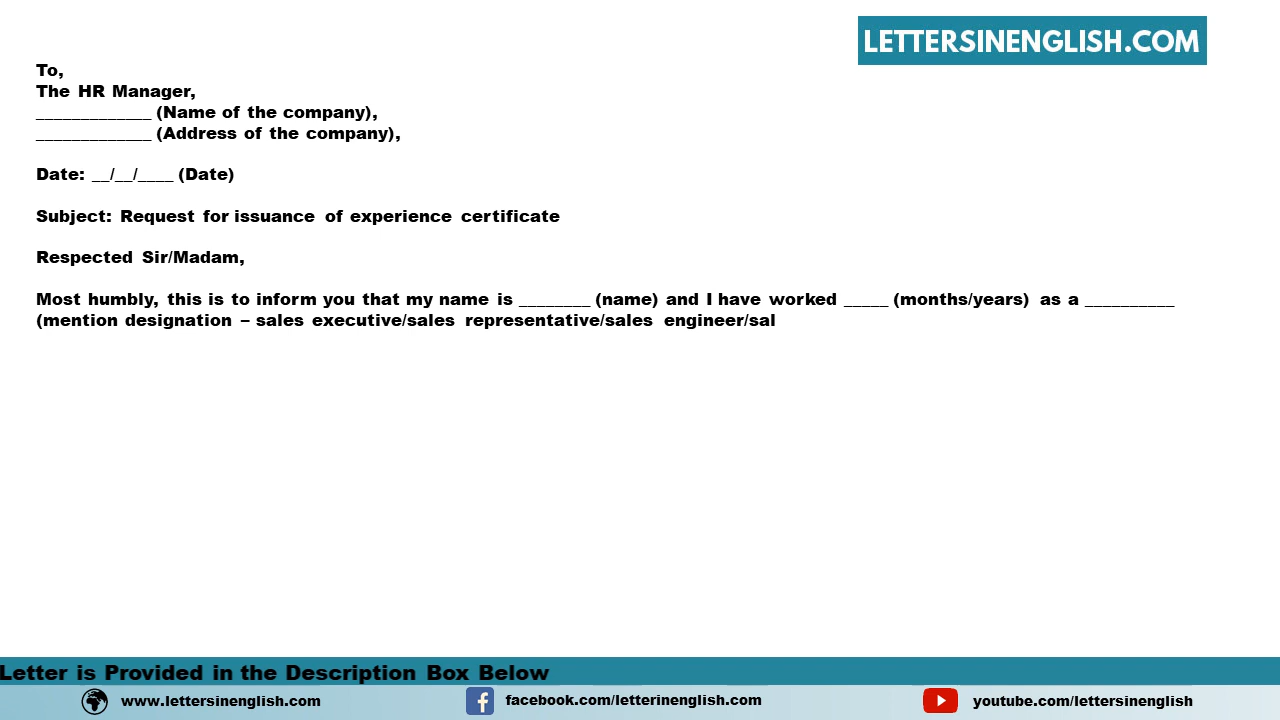 LETTERSINENGLISH.COM
To,
The HR Manager,
_____________ (Name of the company),
_____________ (Address of the company),
Date: __/__/____ (Date)
Subject: Request for issuance of experience certificate
Respected Sir/Madam,
Most humbly, this is to inform you that my name is ________ (name) and I have worked _____ (months/years) as a __________
(mention designation – sales executive/sales representative/sales engineer/sal
Letter is Provided in the Description Box Below
www.lettersinenglish.com facebook.com/letterinenglish.com youtube.com/lettersinenglish